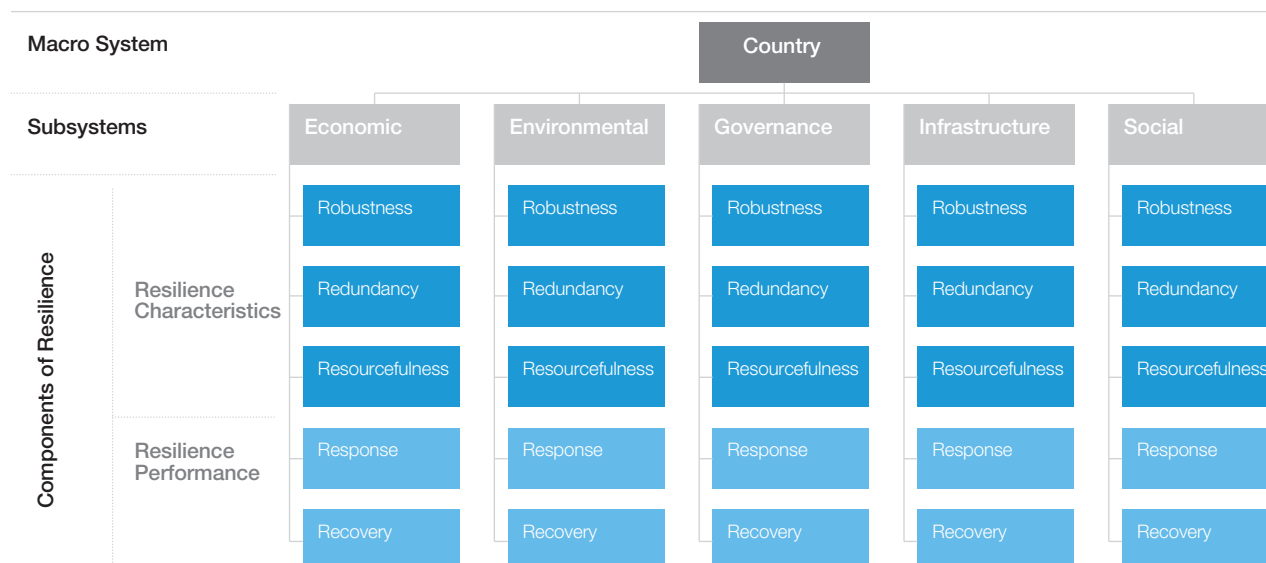 Macro System
Country
Subsystems
Economic
Environmental
Governance
Infrastructure
Social
Components of Resilience
Resilience
Characteristics
Robustness
Robustness
Robustness
Robustness
Robustness
Redundancy
Redundancy
Redundancy
Redundancy
Redundancy
Resourcefulness
Resourcefulness
Resourcefulness
Resourcefulness
Resourcefulness
Resilience
Performance
Response
Response
Response
Response
Response
Recovery
Recovery
Recovery
Recovery
Recovery